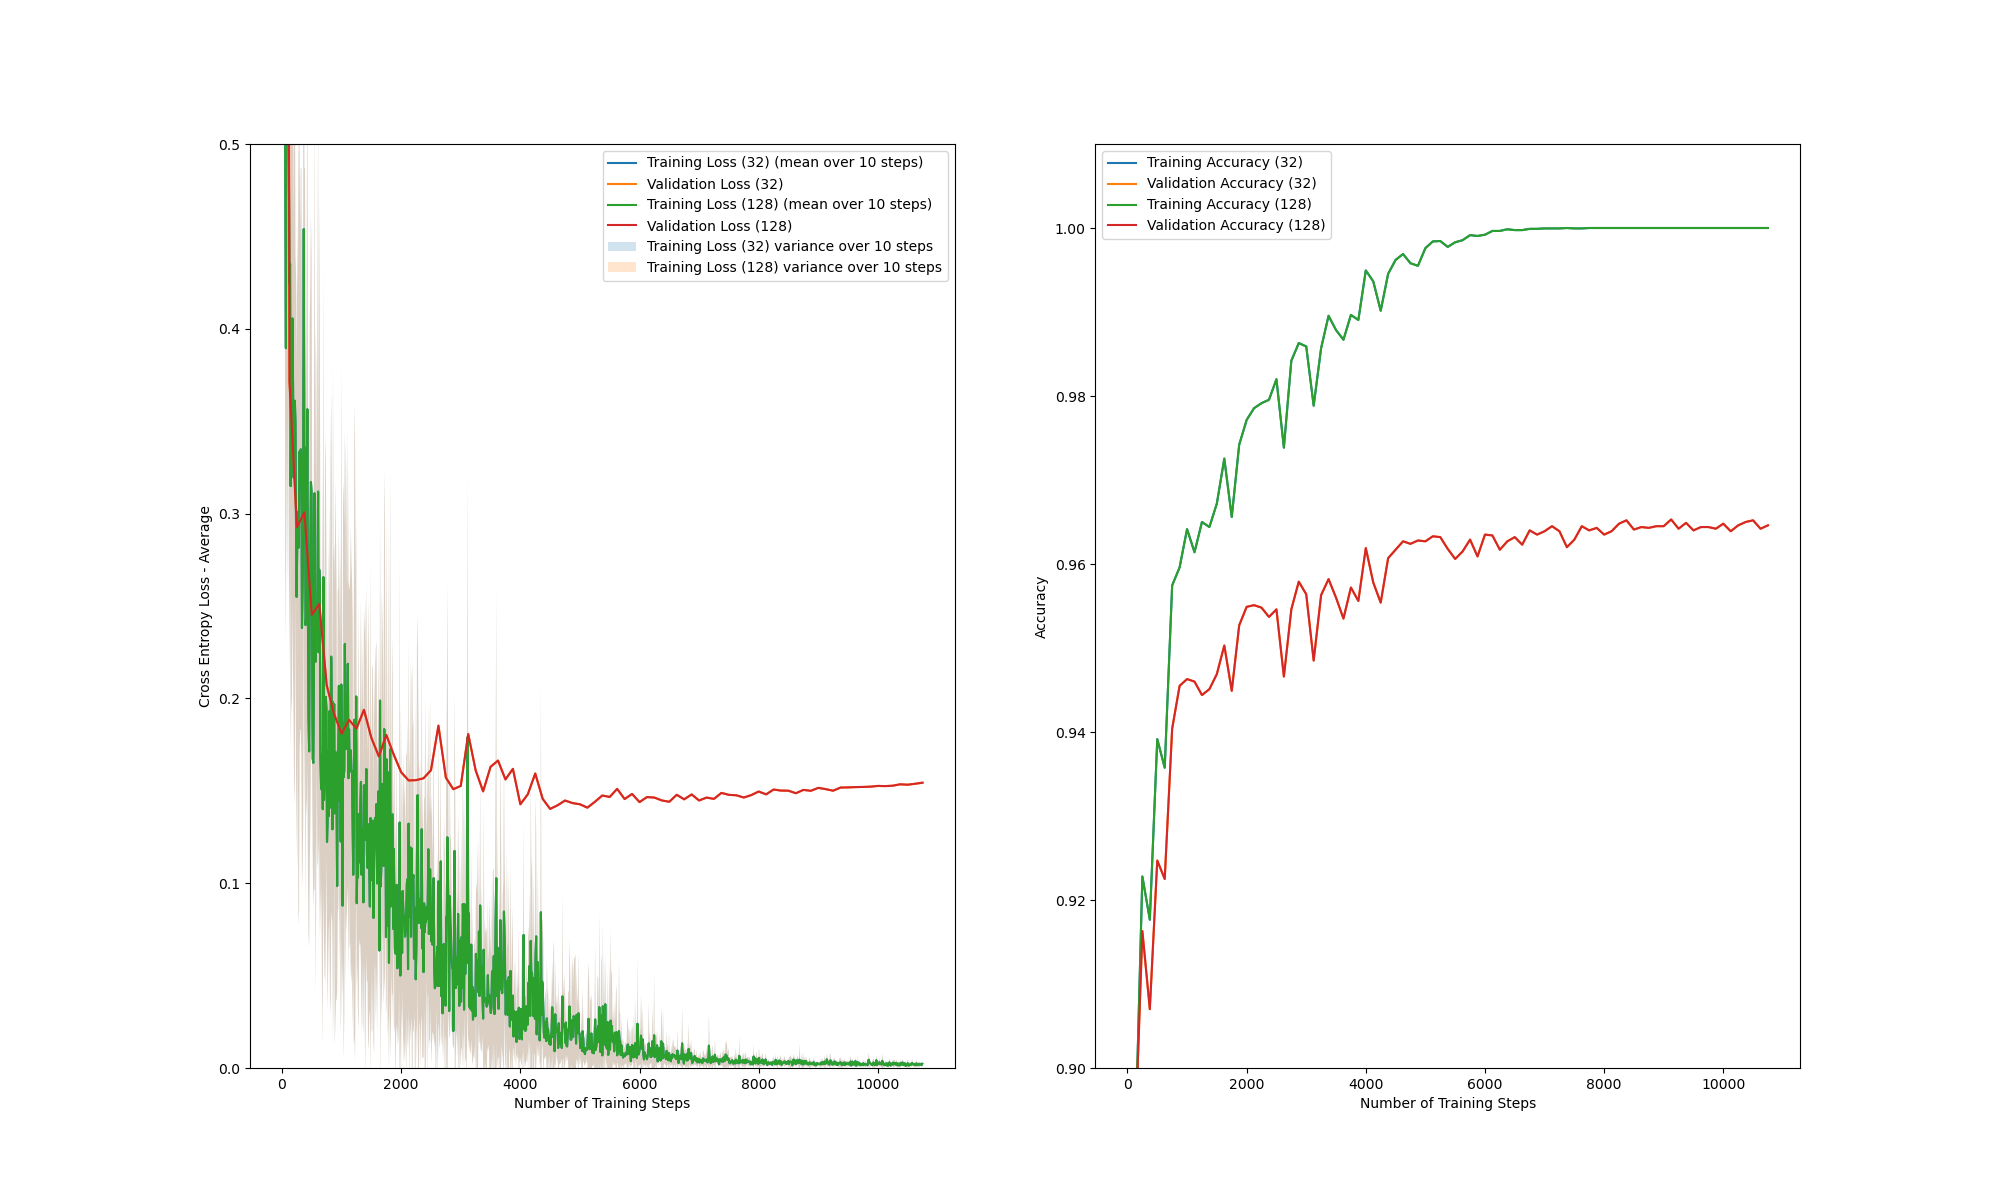 0.5
0.4
0.3
0.2
0.1
0.0
Cross Entropy Loss - Average
Training Loss (32) (mean over 10 steps)
Validation Loss (32)
Training Loss (128) (mean over 10 steps)
Validation Loss (128)
Training Loss (32) variance over 10 steps
Training Loss (128) variance over 10 steps
0 2000 4000 6000 8000 10000
Number of Training Steps
1.00
0.98
0.96
0.94
0.92
0.90
Accuracy
Training Accuracy (32)
Validation Accuracy (32)
Training Accuracy (128)
Validation Accuracy (128)
0 2000 4000 6000 8000 10000
Number of Training Steps